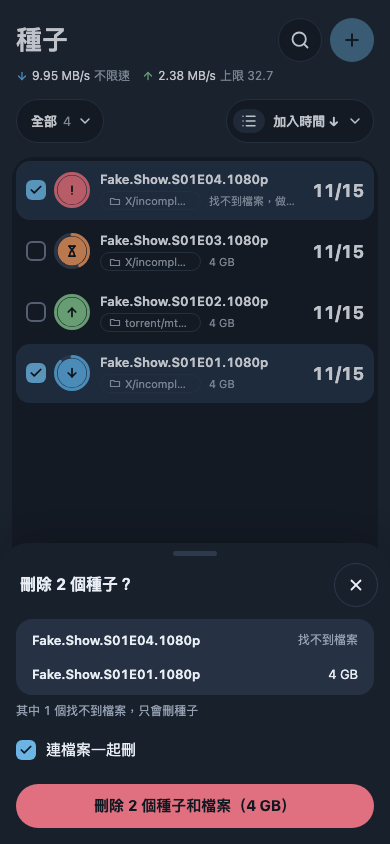 種子
9.95 MB/s 不限速 2.38 MB/s 上限 32.7
全部 4 加入時間
Fake.Show.S01E04.1080p
X/incompl... 找不到檔案，做...
11/15
Fake.Show.S01E03.1080p
X/incompl... 4 GB
11/15
Fake.Show.S01E02.1080p
torrent/mt... 4 GB
11/15
Fake.Show.S01E01.1080p
X/incompl... 4 GB
11/15
刪除 2 個種子？
Fake.Show.S01E04.1080p 找不到檔案
Fake.Show.S01E01.1080p 4 GB
其中 1 個找不到檔案，只會刪種子
連檔案一起刪
刪除 2 個種子和檔案（4 GB）